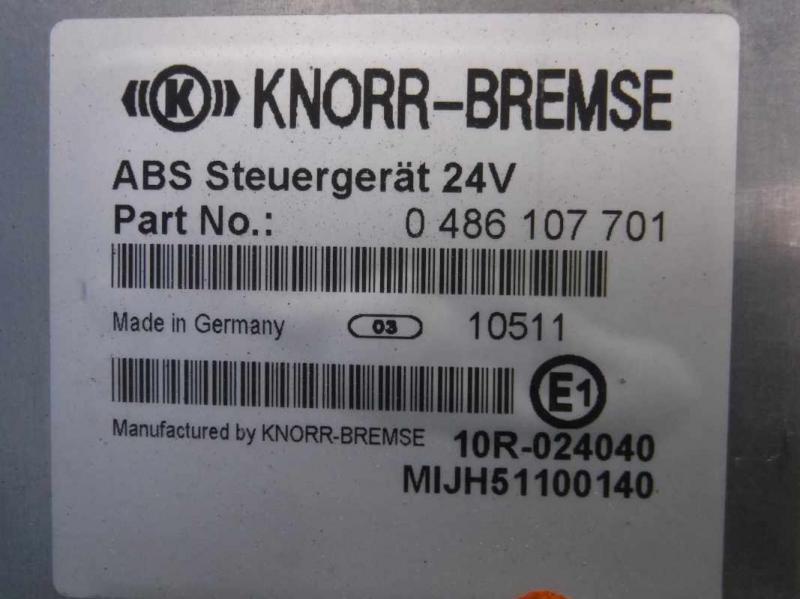 K KNORR-BREMSE
ABS Steuergerät 24V
Part No.: 0 486 107 701
Made in Germany 03 10511
E1
Manufactured by KNORR-BREMSE 10R-024040
MIJH51100140